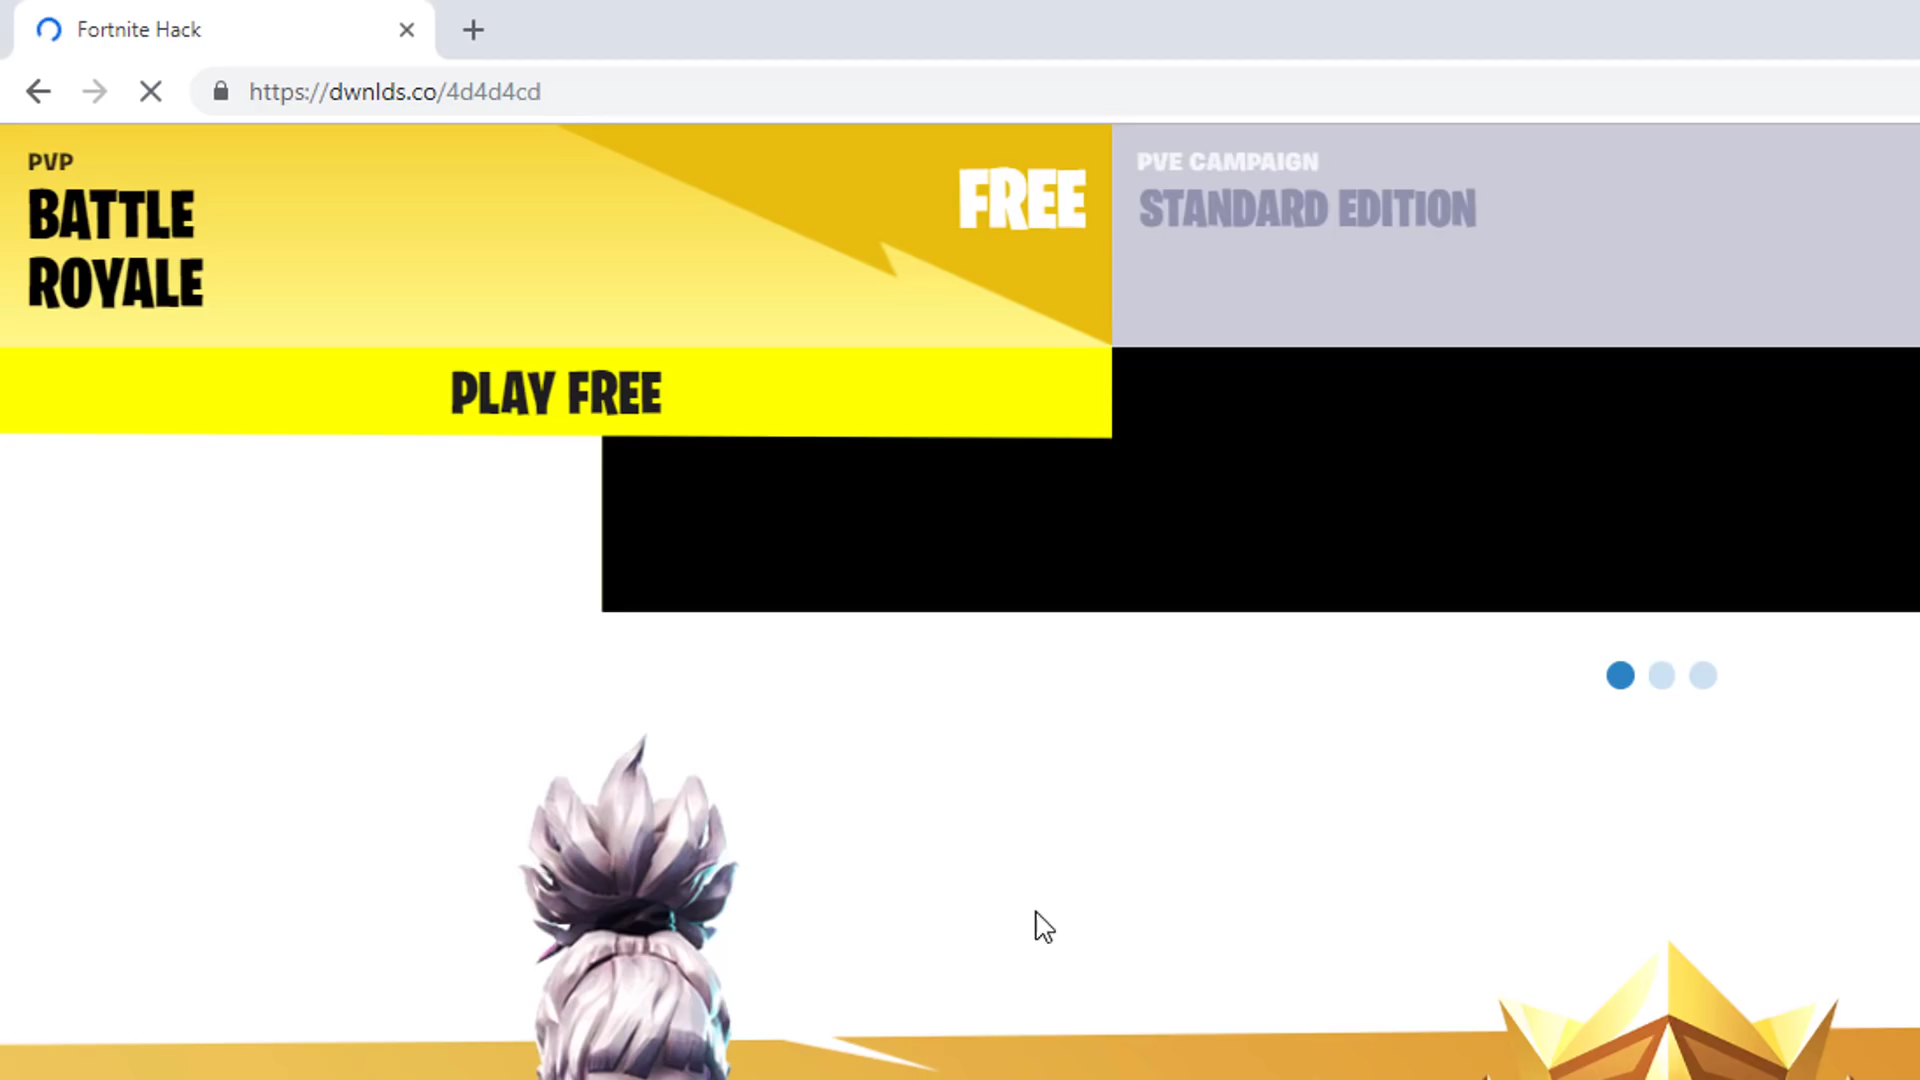 Fortnite Hack
https://dwnlds.co/4d4d4cd
PVP
BATTLE
ROYALE
FREE
PVE CAMPAIGN
STANDARD EDITION
PLAY FREE